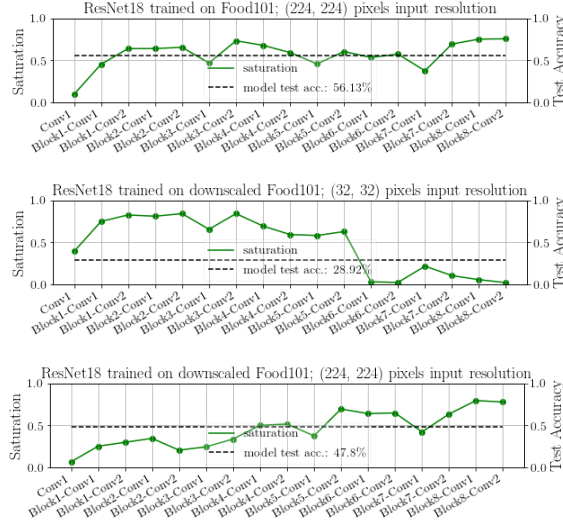 ResNet18 trained on Food101; (224, 224) pixels input resolution
1.0
0.5
0.0
Saturation
1.0
0.5
0.0
Test Accuracy
saturation
model test acc.: 56.13%
Conv1
Block1-Conv1
Block1-Conv2
Block2-Conv1
Block2-Conv2
Block3-Conv1
Block3-Conv2
Block4-Conv1
Block4-Conv2
Block5-Conv1
Block5-Conv2
Block6-Conv1
Block6-Conv2
Block7-Conv1
Block7-Conv2
Block8-Conv1
Block8-Conv2
ResNet18 trained on downscaled Food101; (32, 32) pixels input resolution
1.0
0.5
0.0
Saturation
1.0
0.5
0.0
Test Accuracy
saturation
model test acc.: 28.92%
Conv1
Block1-Conv1
Block1-Conv2
Block2-Conv1
Block2-Conv2
Block3-Conv1
Block3-Conv2
Block4-Conv1
Block4-Conv2
Block5-Conv1
Block5-Conv2
Block6-Conv1
Block6-Conv2
Block7-Conv1
Block7-Conv2
Block8-Conv1
Block8-Conv2
ResNet18 trained on downscaled Food101; (224, 224) pixels input resolution
1.0
0.5
0.0
Saturation
1.0
0.5
0.0
Test Accuracy
saturation
model test acc.: 47.8%
Conv1
Block1-Conv1
Block1-Conv2
Block2-Conv1
Block2-Conv2
Block3-Conv1
Block3-Conv2
Block4-Conv1
Block4-Conv2
Block5-Conv1
Block5-Conv2
Block6-Conv1
Block6-Conv2
Block7-Conv1
Block7-Conv2
Block8-Conv1
Block8-Conv2